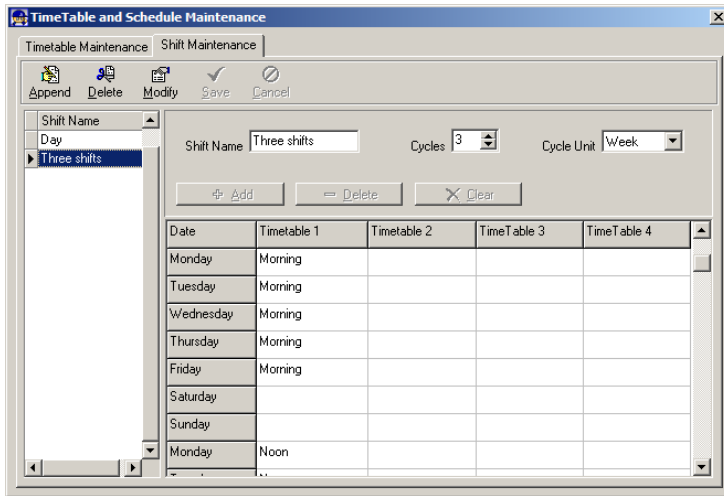 TimeTable and Schedule Maintenance
Timetable Maintenance Shift Maintenance
Append Delete Modify Save Cancel
Shift Name
Day
Three shifts
Shift Name Three shifts Cycles 3 Cycle Unit Week
Add Delete Clear
Date Timetable 1 Timetable 2 TimeTable 3 TimeTable 4
Monday Morning
Tuesday Morning
Wednesday Morning
Thursday Morning
Friday Morning
Saturday
Sunday
Monday Noon